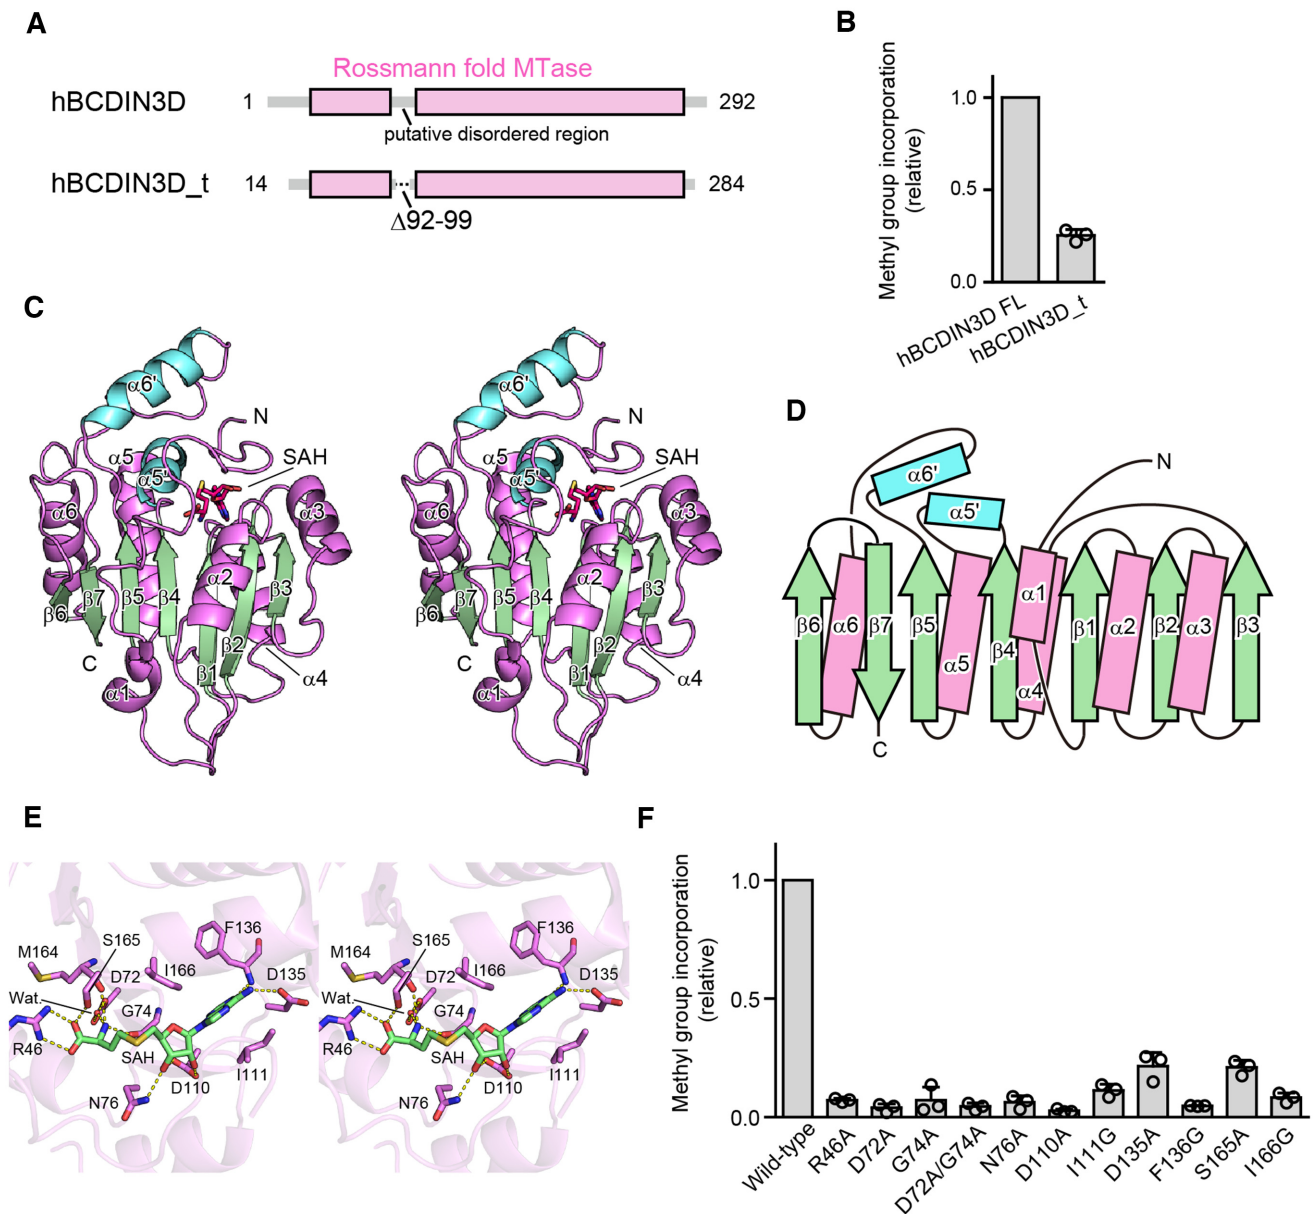 A
Rossmann fold MTase
hBCDIN3D
1
292
putative disordered region
hBCDIN3D_t
14
284
Δ92-99
B
Methyl group incorporation
(relative)
1.0
0.5
0.0
hBCDIN3D FL
hBCDIN3D_t
C
α6'
N
α5
α5'
SAH
α6
α3
α2
β3
β6
β7
β5
β4
β2
β1
C
α1
α4
α6'
N
α5
α5'
SAH
α6
α3
α2
β3
β6
β7
β5
β4
β2
β1
C
α1
α4
D
α6'
N
α5'
α1
β6
α6
β7
β5
α5
β4
α4
β1
α2
β2
α3
β3
C
E
F136
S165
M164
D72
I166
D135
Wat.
G74
R46
SAH
I111
D110
N76
F136
S165
M164
D72
I166
D135
Wat.
G74
R46
SAH
I111
D110
N76
F
Methyl group incorporation
(relative)
1.0
0.5
0.0
Wild-type
R46A
D72A
G74A
D72A/G74A
N76A
D110A
I111G
D135A
F136G
S165A
I166G